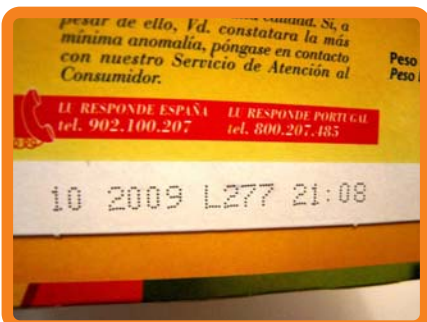 calidad. Si, a
pesar de ello, Vd. constatara la más
mínima anomalía, póngase en contacto
con nuestro Servicio de Atención al
Consumidor.
Peso
Peso
LU RESPONDE ESPAÑA LU RESPONDE PORTUGAL
tel. 902.100.207 tel. 800.207.485
10 2009 L277 21:08